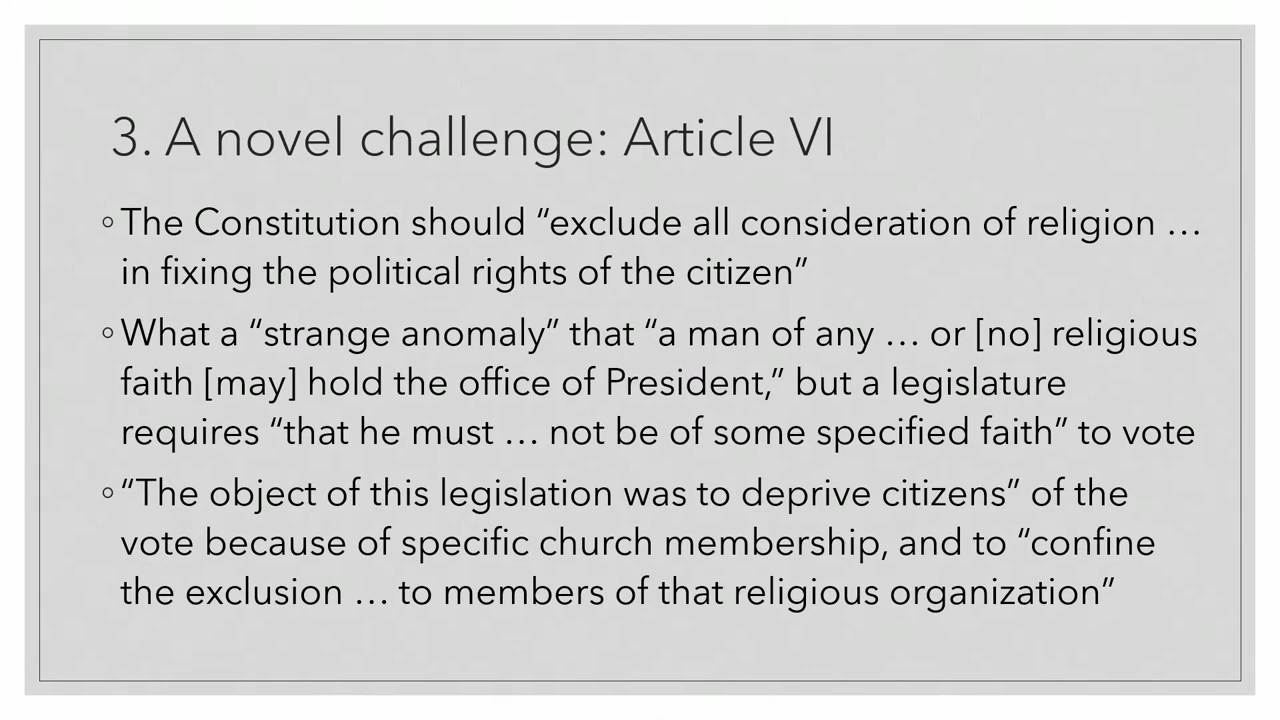 3. A novel challenge: Article VI
◦The Constitution should “exclude all consideration of religion …
in fixing the political rights of the citizen”
◦What a “strange anomaly” that “a man of any … or [no] religious
faith [may] hold the office of President,” but a legislature
requires “that he must … not be of some specified faith” to vote
◦“The object of this legislation was to deprive citizens” of the
vote because of specific church membership, and to “confine
the exclusion … to members of that religious organization”